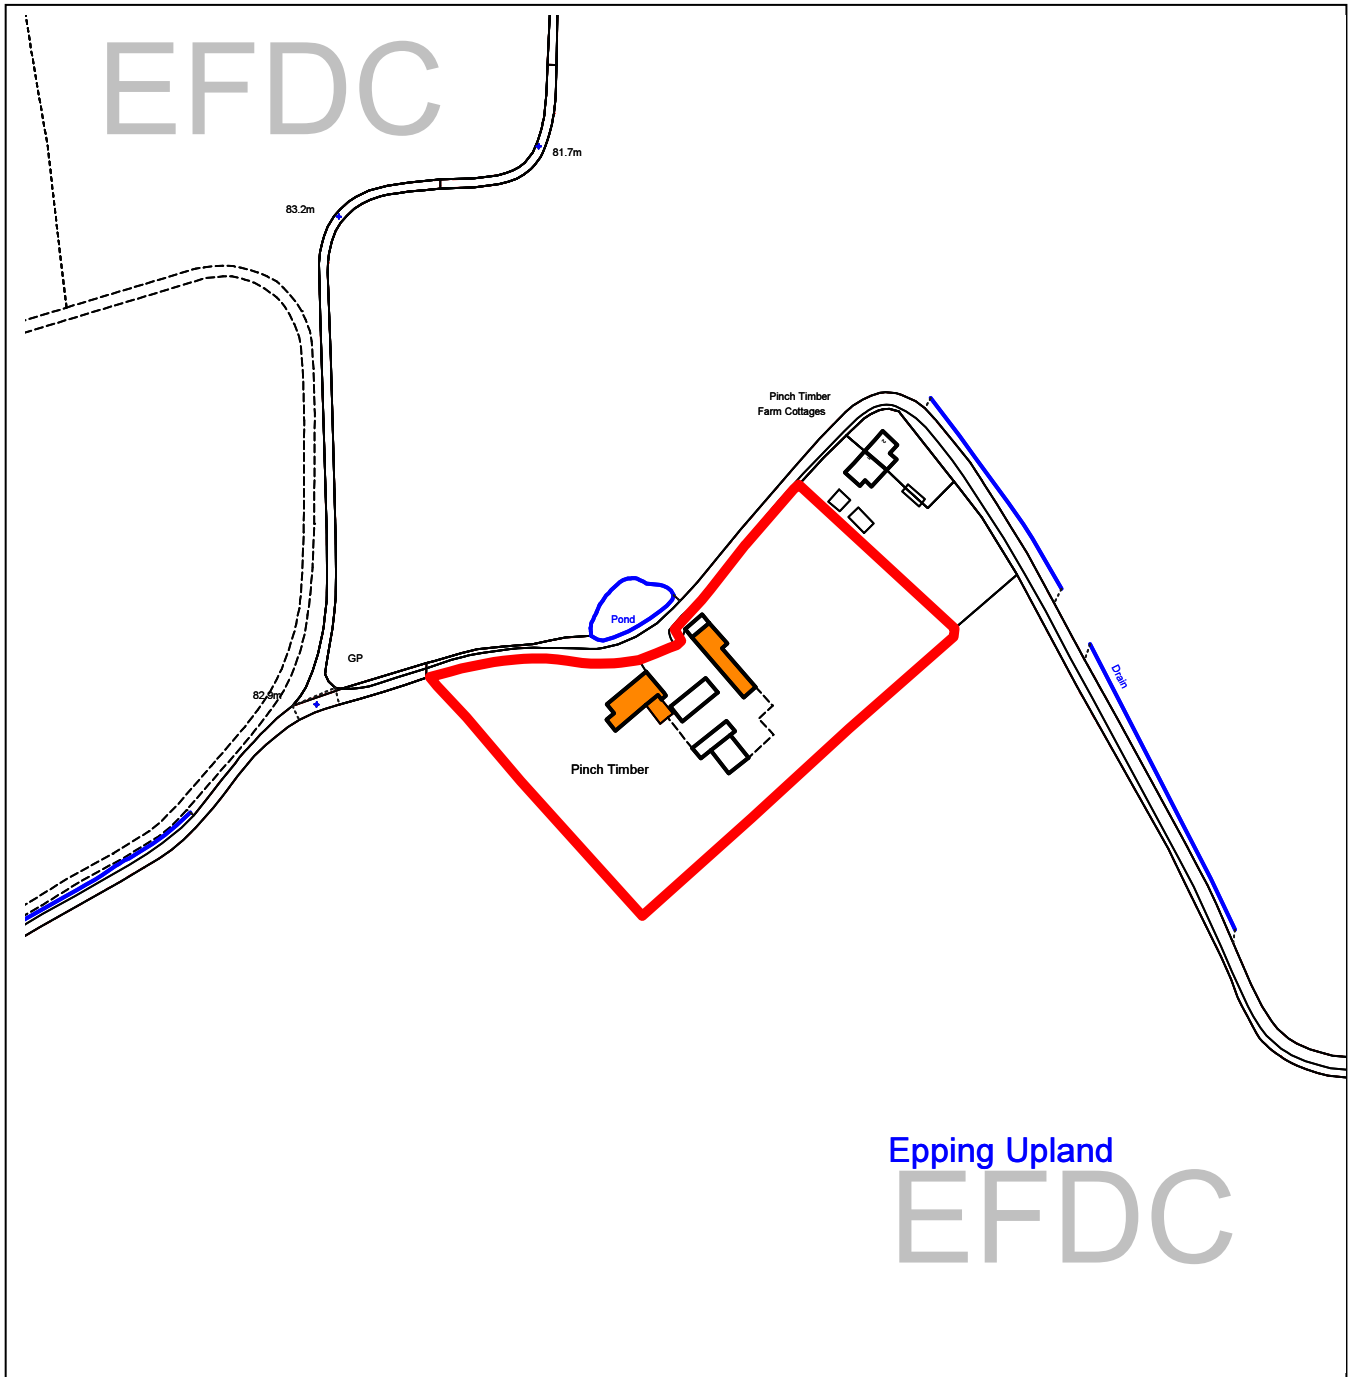 EFDC
81.7m
83.2m
Pinch Timber
Farm Cottages
Pond
GP
82.9m
Drain
Pinch Timber
Epping Upland
EFDC